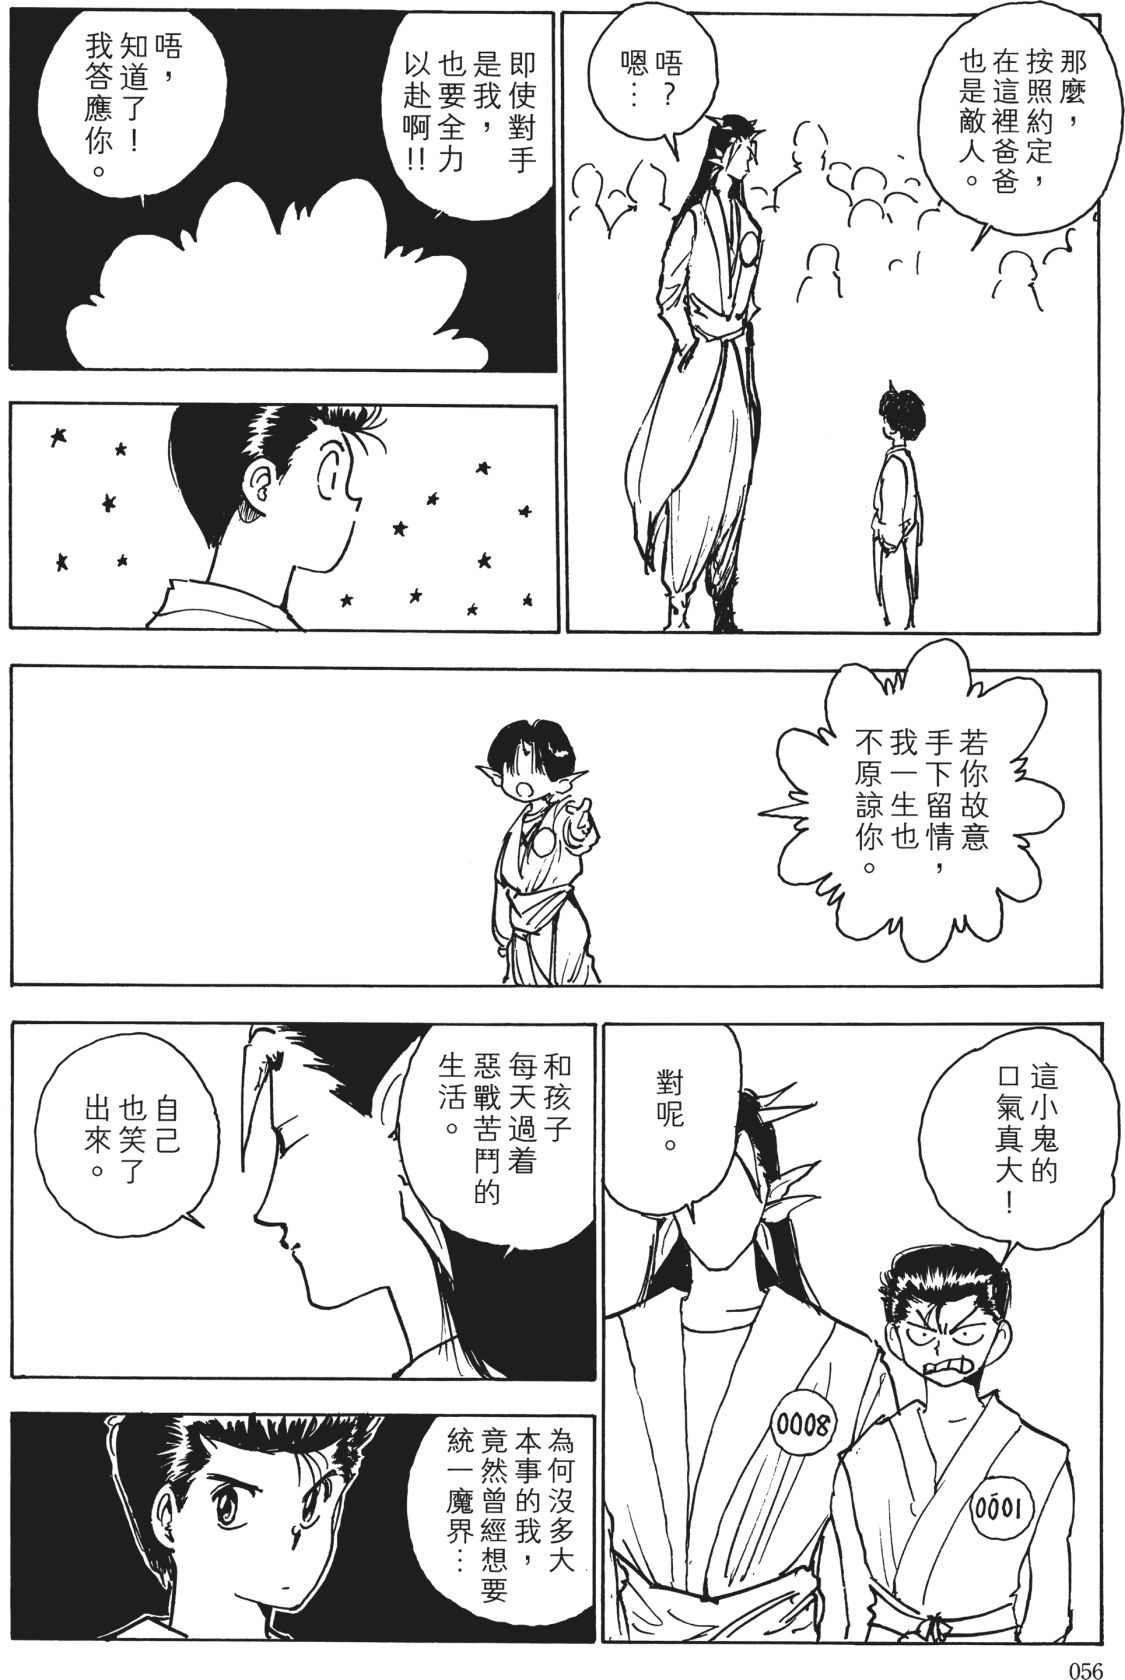 那麼，
按照約定，
在這裡爸爸
也是敵人。
唔？
嗯…
即使對手
是我，
也要全力
以赴啊!!
唔，
知道了！
我答應你。
若你故意
手下留情，
我一生也
不原諒你。
這小鬼的
口氣真大！
對呢。
0008
0001
和孩子
每天過着
惡戰苦鬥的
生活。
自己
也笑了
出來。
為何沒多大
本事的我，
竟然曾經想要
統一魔界…
056